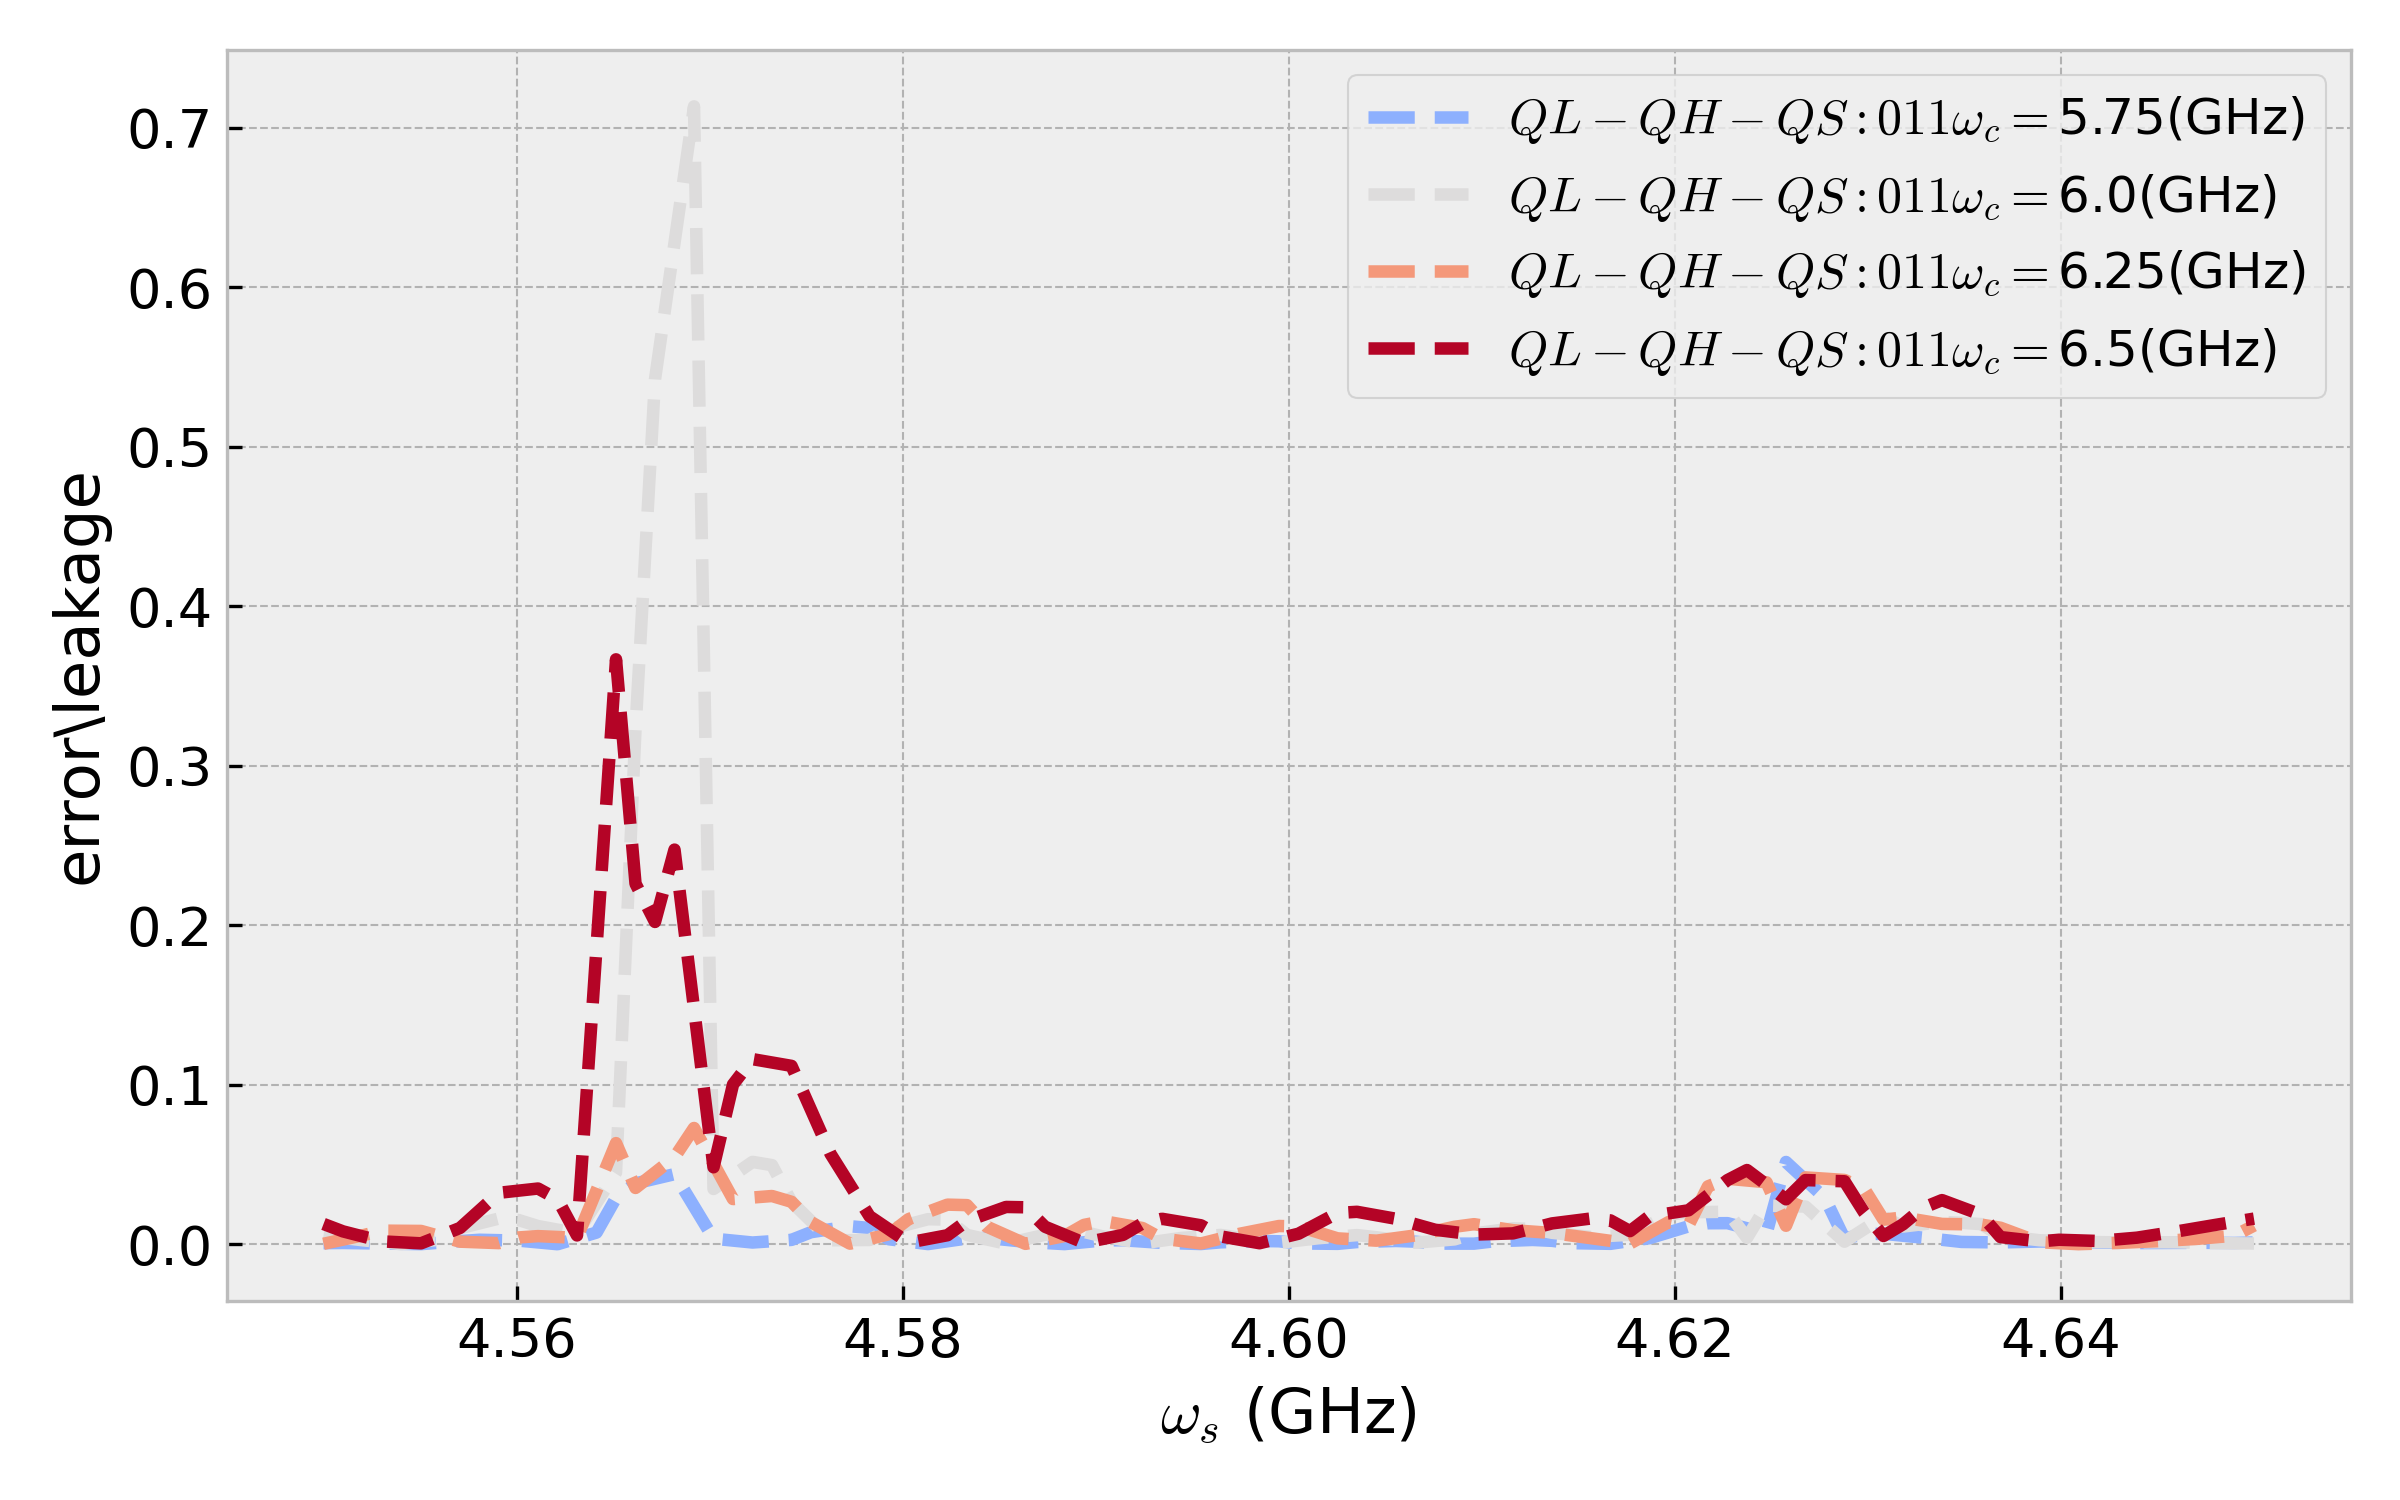 QL − QH − QS : 011ω_c = 5.75(GHz)
QL − QH − QS : 011ω_c = 6.0(GHz)
QL − QH − QS : 011ω_c = 6.25(GHz)
QL − QH − QS : 011ω_c = 6.5(GHz)
error\leakage
0.7
0.6
0.5
0.4
0.3
0.2
0.1
0.0
4.56 4.58 4.60 4.62 4.64
ω_s (GHz)